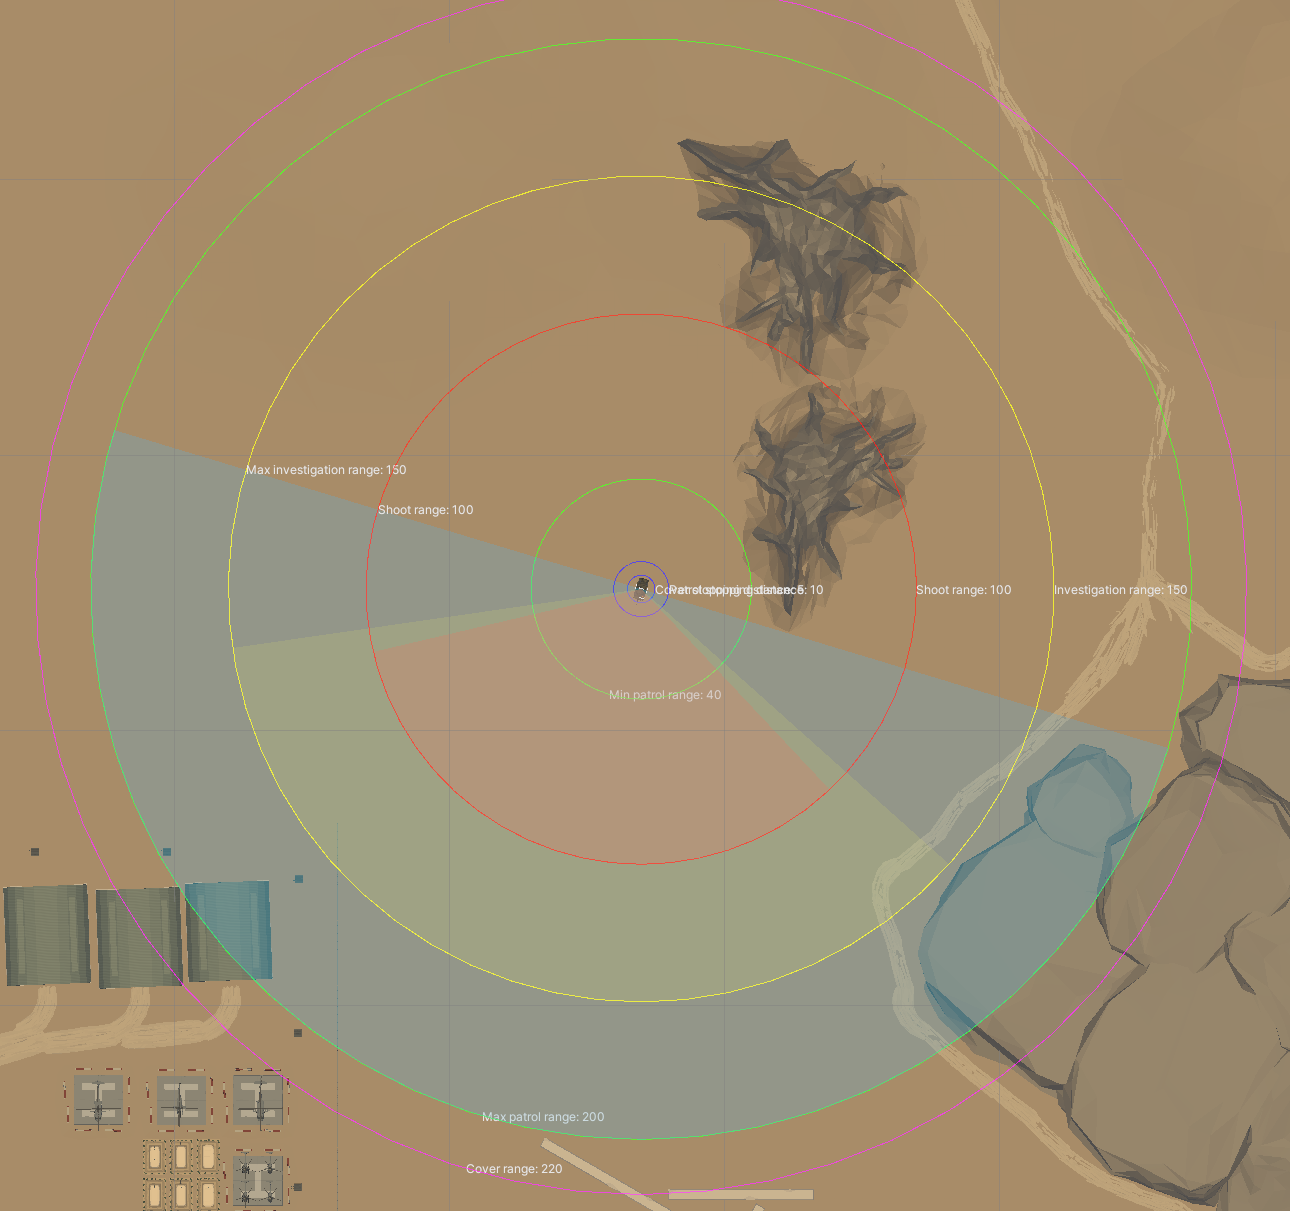 Max investigation range: 150
Shoot range: 100
Shoot range: 100
Investigation range: 150
Min patrol range: 40
Max patrol range: 200
Cover range: 220